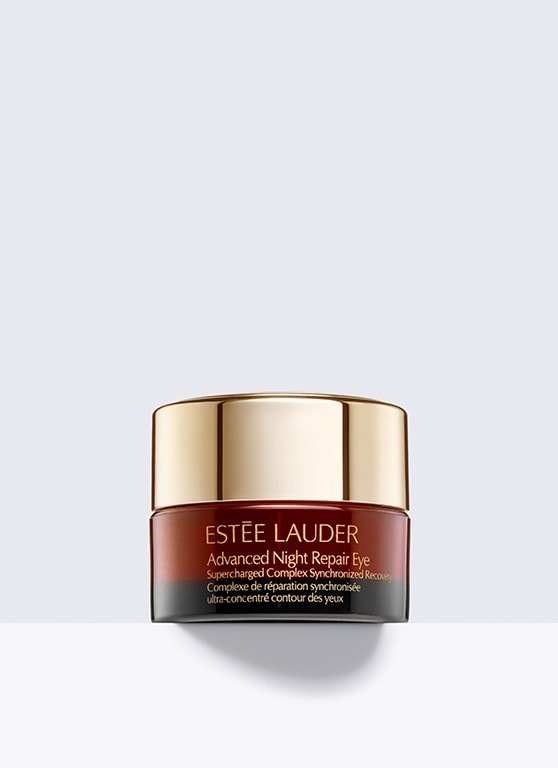 ESTĒE LAUDER
Advanced Night Repair Eye
Supercharged Complex Synchronized Recovery
Complexe de réparation synchronisée
ultra-concentré contour des yeux